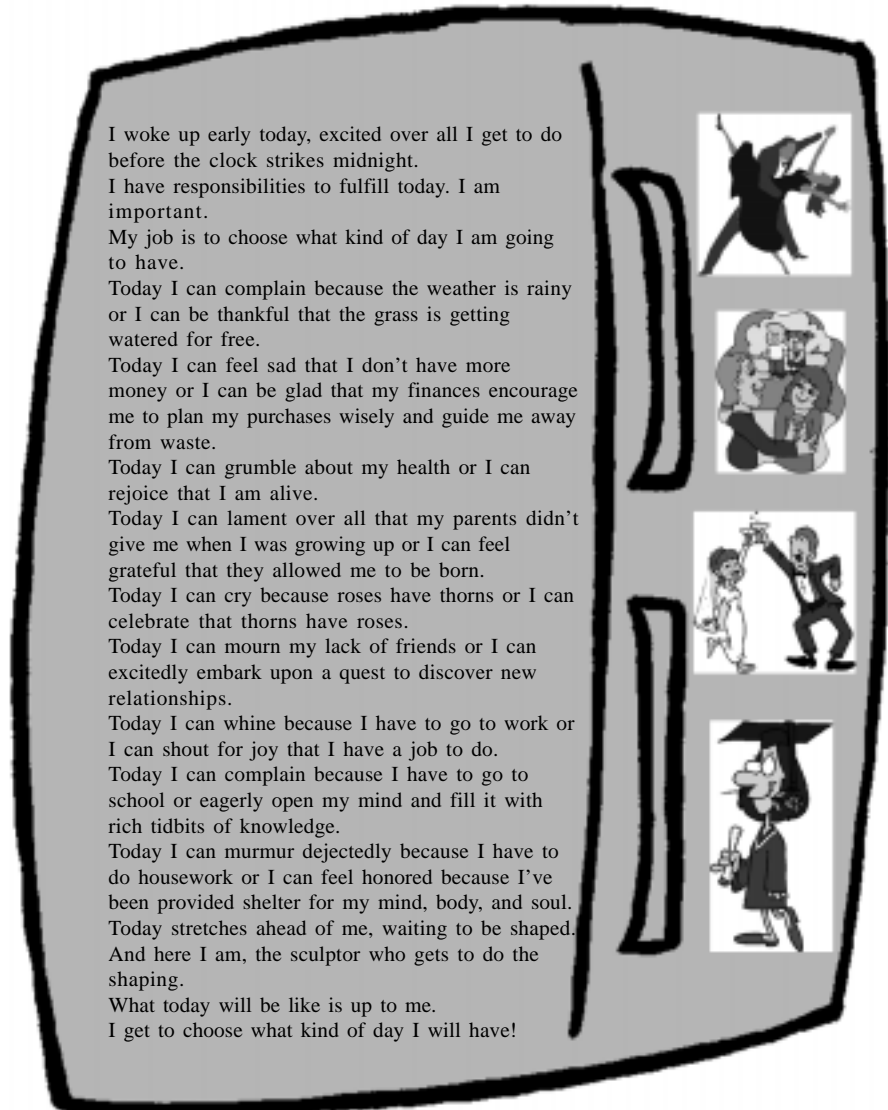 I woke up early today, excited over all I get to do
before the clock strikes midnight.
I have responsibilities to fulfill today. I am
important.
My job is to choose what kind of day I am going
to have.
Today I can complain because the weather is rainy
or I can be thankful that the grass is getting
watered for free.
Today I can feel sad that I don’t have more
money or I can be glad that my finances encourage
me to plan my purchases wisely and guide me away
from waste.
Today I can grumble about my health or I can
rejoice that I am alive.
Today I can lament over all that my parents didn’t
give me when I was growing up or I can feel
grateful that they allowed me to be born.
Today I can cry because roses have thorns or I can
celebrate that thorns have roses.
Today I can mourn my lack of friends or I can
excitedly embark upon a quest to discover new
relationships.
Today I can whine because I have to go to work or
I can shout for joy that I have a job to do.
Today I can complain because I have to go to
school or eagerly open my mind and fill it with
rich tidbits of knowledge.
Today I can murmur dejectedly because I have to
do housework or I can feel honored because I’ve
been provided shelter for my mind, body, and soul.
Today stretches ahead of me, waiting to be shaped.
And here I am, the sculptor who gets to do the
shaping.
What today will be like is up to me.
I get to choose what kind of day I will have!